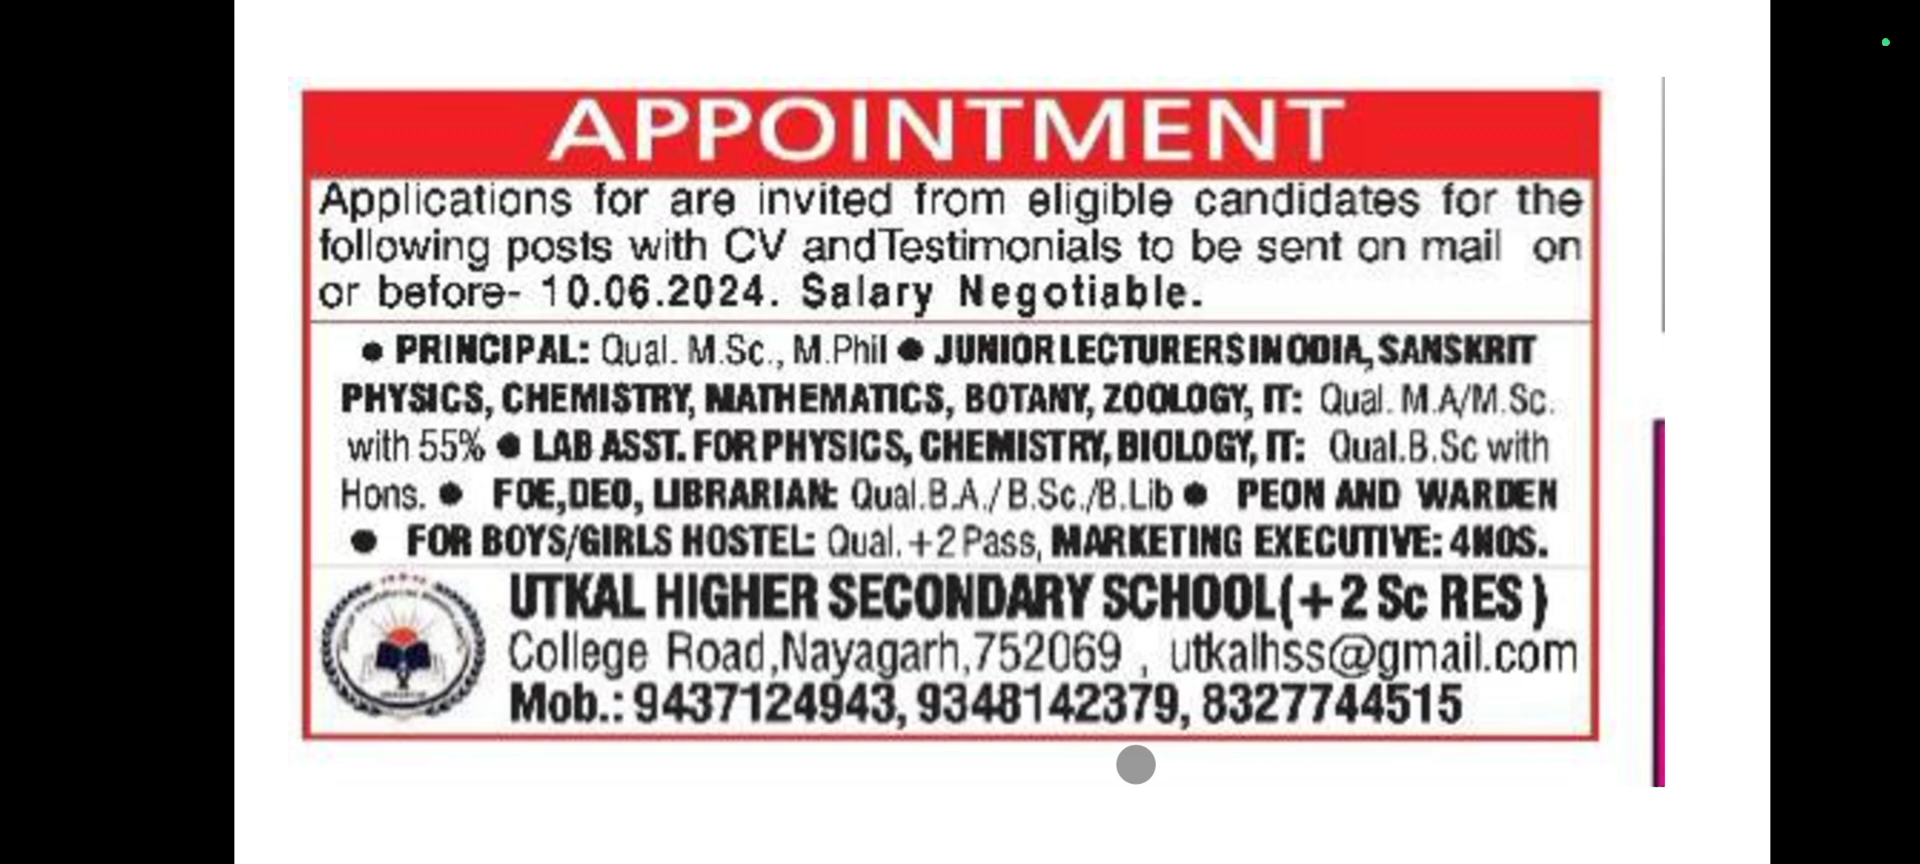 APPOINTMENT
Applications for are invited from eligible candidates for the
following posts with CV andTestimonials to be sent on mail on
or before- 10.06.2024. Salary Negotiable.
● PRINCIPAL: Qual. M.Sc., M.Phil ● JUNIOR LECTURERS IN ODIA, SANSKRIT
PHYSICS, CHEMISTRY, MATHEMATICS, BOTANY, ZOOLOGY, IT: Qual. M.A/M.Sc.
with 55% ● LAB ASST. FOR PHYSICS, CHEMISTRY, BIOLOGY, IT: Qual.B.Sc with
Hons. ● FOE,DEO, LIBRARIAN: Qual.B.A./ B.Sc./B.Lib ● PEON AND WARDEN
● FOR BOYS/GIRLS HOSTEL: Qual.+2 Pass, MARKETING EXECUTIVE: 4NOS.
UTKAL HIGHER SECONDARY SCHOOL(+2 Sc RES )
College Road,Nayagarh,752069 , utkalhss@gmail.com
Mob.: 9437124943, 9348142379, 8327744515